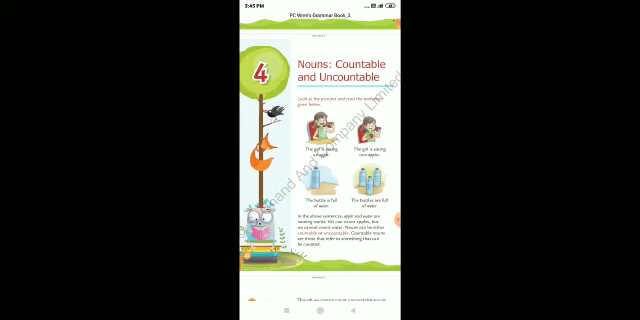 3:45 PM
PC Wren's Grammar Book_2
4
Nouns: Countable
and Uncountable
Look at the pictures and read the sentences
given below.
The girl is eating
an apple.
The girl is eating
two apples.
The bottle is full
of water.
The bottles are full
of water.
In the above sentences, apple and water are
naming words. We can count apples, but
we cannot count water. Nouns can be either
countable or uncountable. Countable nouns
are those that refer to something that can
be counted.
And Company Limited